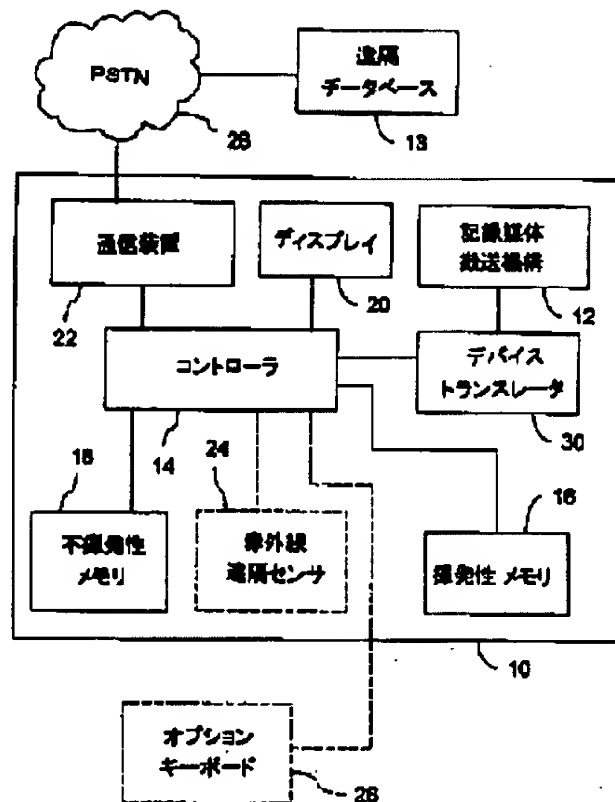 PSTN
遠隔
データベース
26
13
通信装置
ディスプレイ
記録媒体
搬送機構
22
20
12
コントローラ
デバイス
トランスレータ
14
30
18
24
16
不揮発性
メモリ
赤外線
遠隔センサ
揮発性 メモリ
10
オプション
キーボード
28